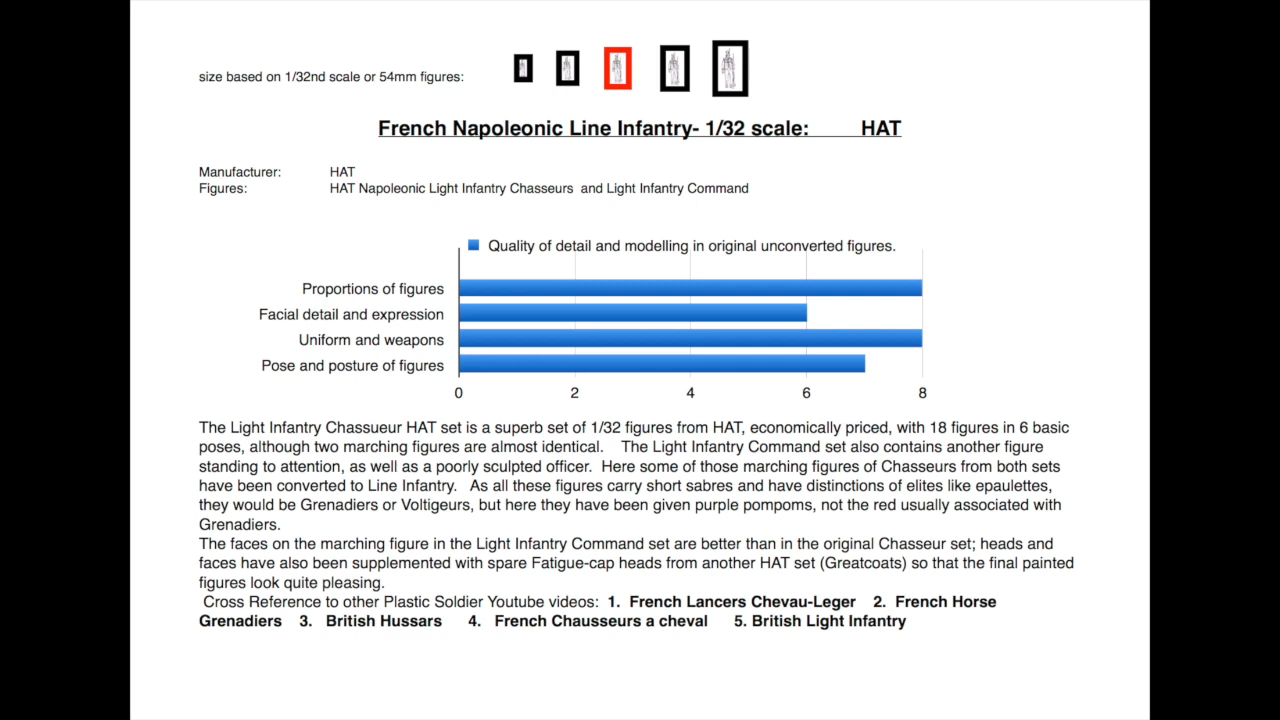 size based on 1/32nd scale or 54mm figures:
French Napoleonic Line Infantry- 1/32 scale: HAT
Manufacturer: HAT
Figures: HAT Napoleonic Light Infantry Chasseurs and Light Infantry Command
Quality of detail and modelling in original unconverted figures.
Proportions of figures
Facial detail and expression
Uniform and weapons
Pose and posture of figures
0 2 4 6 8
The Light Infantry Chassueur HAT set is a superb set of 1/32 figures from HAT, economically priced, with 18 figures in 6 basic
poses, although two marching figures are almost identical. The Light Infantry Command set also contains another figure
standing to attention, as well as a poorly sculpted officer. Here some of those marching figures of Chasseurs from both sets
have been converted to Line Infantry. As all these figures carry short sabres and have distinctions of elites like epaulettes,
they would be Grenadiers or Voltigeurs, but here they have been given purple pompoms, not the red usually associated with
Grenadiers.
The faces on the marching figure in the Light Infantry Command set are better than in the original Chasseur set; heads and
faces have also been supplemented with spare Fatigue-cap heads from another HAT set (Greatcoats) so that the final painted
figures look quite pleasing.
Cross Reference to other Plastic Soldier Youtube videos: 1. French Lancers Chevau-Leger 2. French Horse
Grenadiers 3. British Hussars 4. French Chausseurs a cheval 5. British Light Infantry